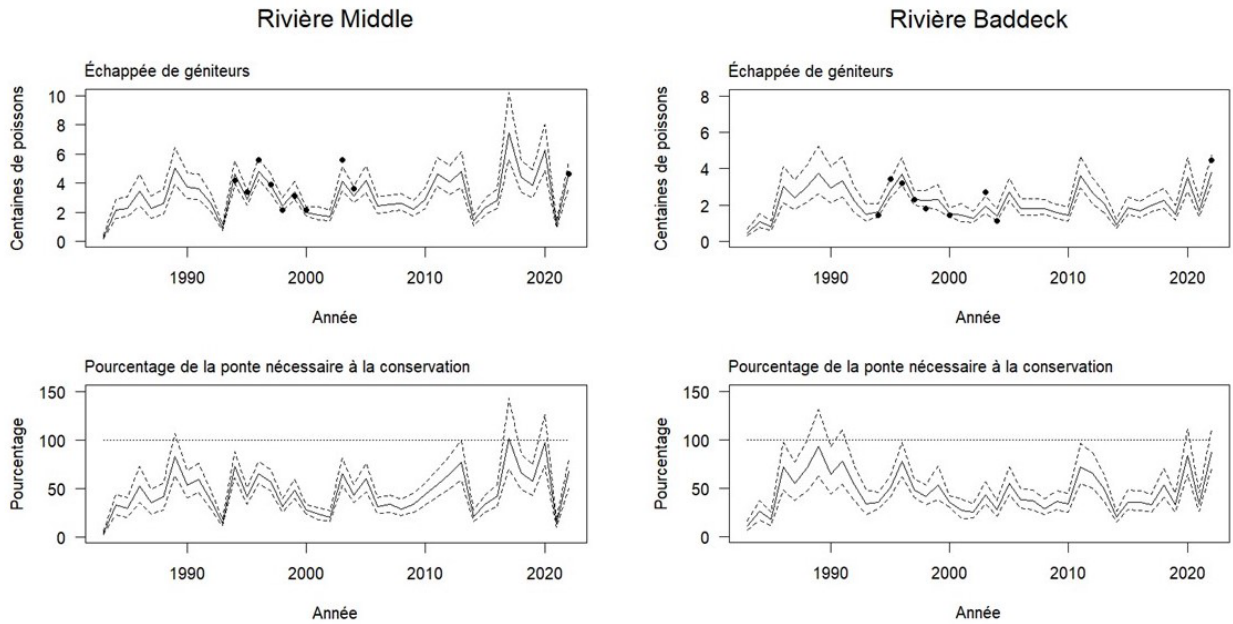 Rivière Middle
Échappée de géniteurs
Centaines de poissons
10
8
6
4
2
0
1990
2000
2010
2020
Année
Pourcentage de la ponte nécessaire à la conservation
Pourcentage
150
100
50
0
1990
2000
2010
2020
Année
Rivière Baddeck
Échappée de géniteurs
Centaines de poissons
8
6
4
2
0
1990
2000
2010
2020
Année
Pourcentage de la ponte nécessaire à la conservation
Pourcentage
150
100
50
0
1990
2000
2010
2020
Année